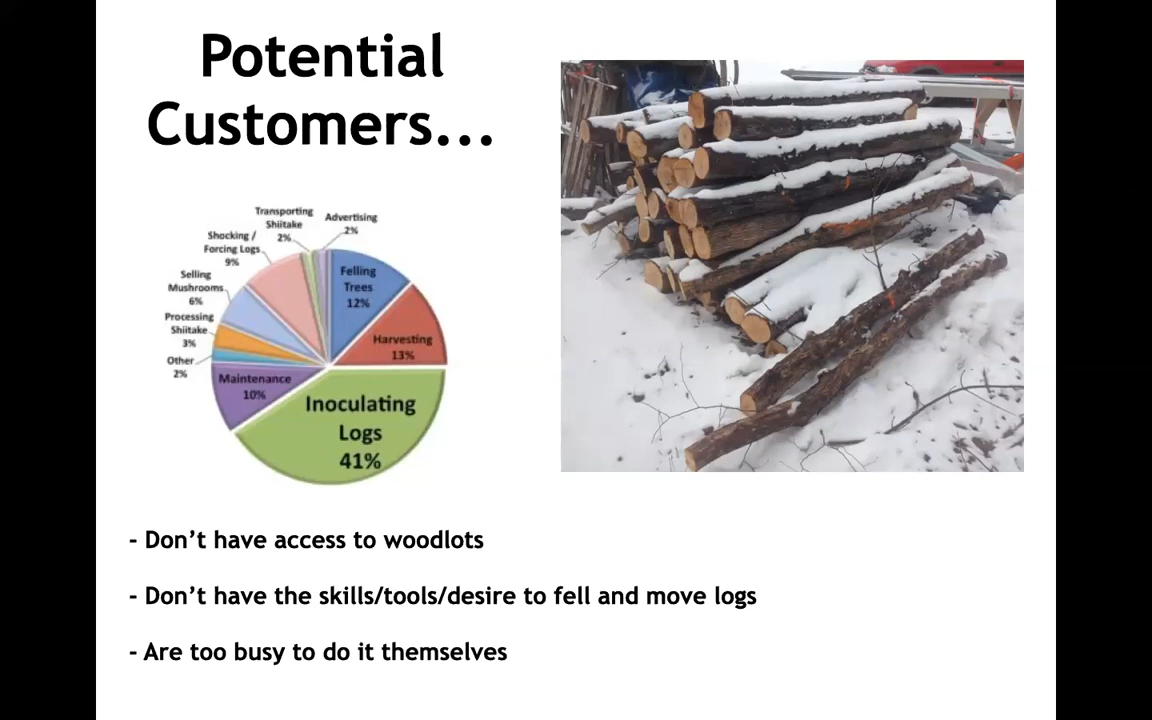 Potential
Customers...
Transporting
Shiitake
2%
Advertising
2%
Shocking /
Forcing Logs
9%
Selling
Mushrooms
6%
Processing
Shiitake
3%
Other
2%
Maintenance
10%
Felling
Trees
12%
Harvesting
13%
Inoculating
Logs
41%
- Don’t have access to woodlots
- Don’t have the skills/tools/desire to fell and move logs
- Are too busy to do it themselves